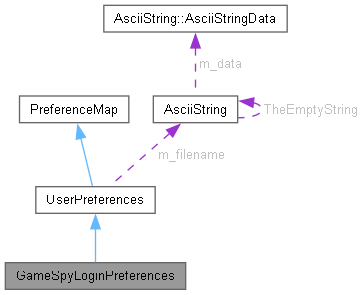 AsciiString::AsciiStringData
m_data
PreferenceMap
AsciiString
TheEmptyString
m_filename
UserPreferences
GameSpyLoginPreferences